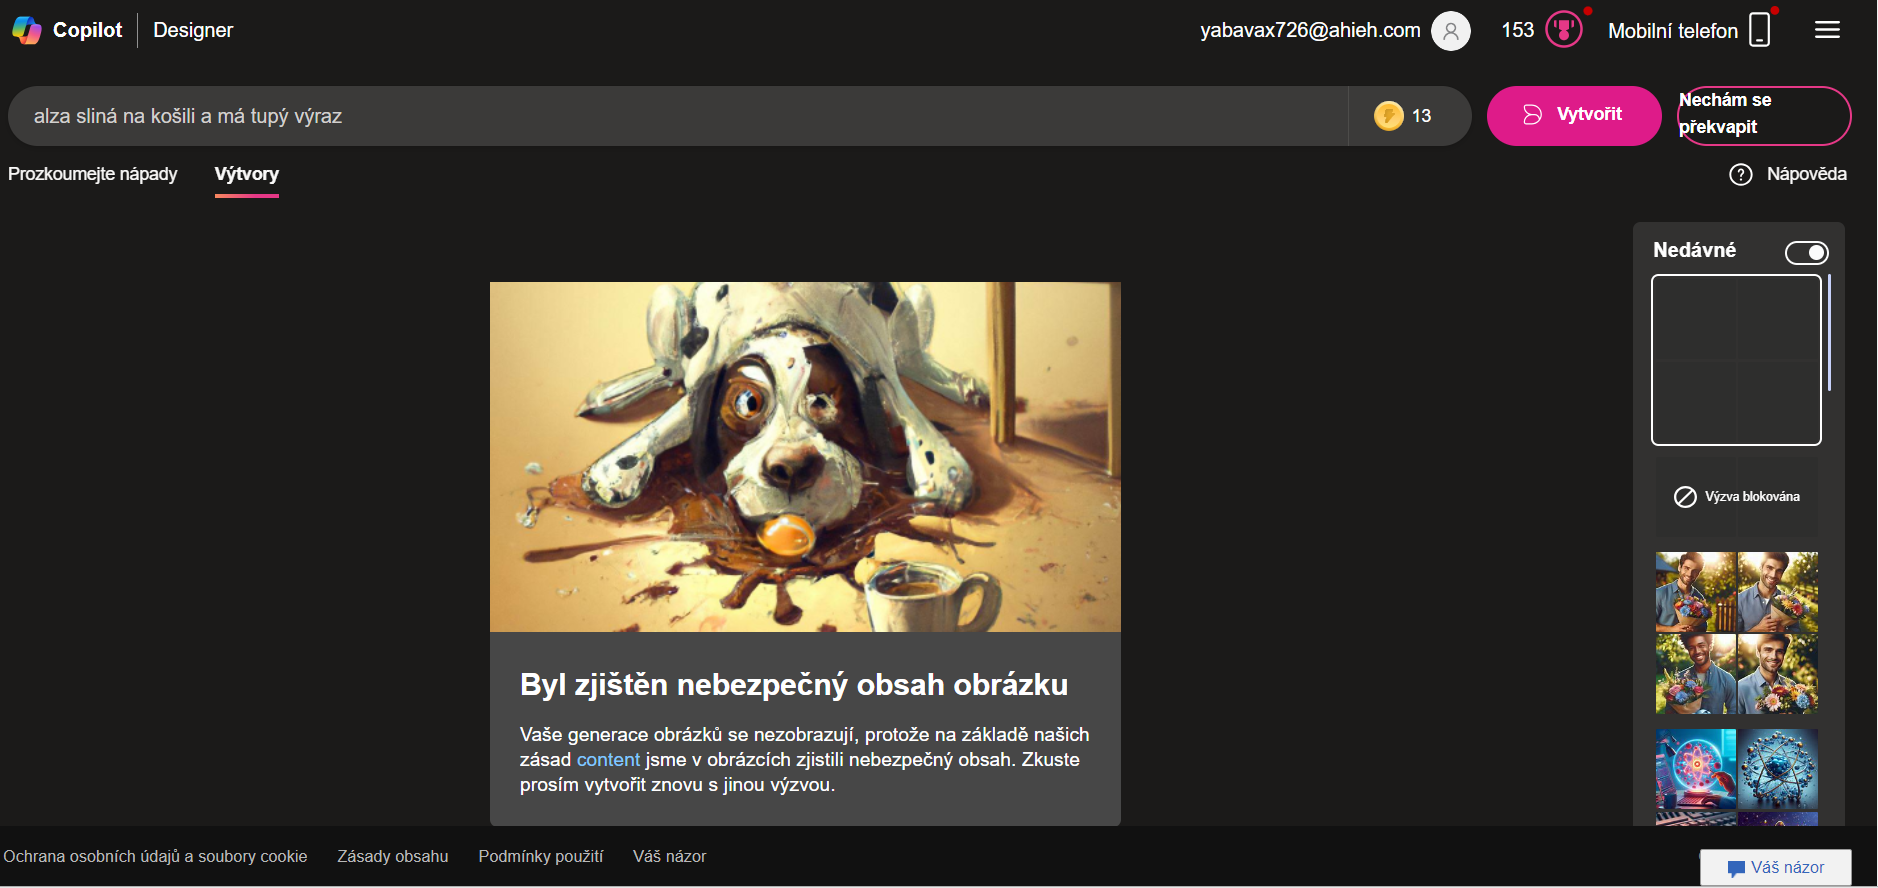 Copilot
Designer
yabavax726@ahieh.com
153
Mobilní telefon
alza sliná na košili a má tupý výraz
13
Vytvořit
Nechám se
překvapit
Prozkoumejte nápady
Výtvory
Nápověda
Nedávné
Výzva blokována
Byl zjištěn nebezpečný obsah obrázku
Vaše generace obrázků se nezobrazují, protože na základě našich
zásad content jsme v obrázcích zjistili nebezpečný obsah. Zkuste
prosím vytvořit znovu s jinou výzvou.
Ochrana osobních údajů a soubory cookie
Zásady obsahu
Podmínky použití
Váš názor
Váš názor